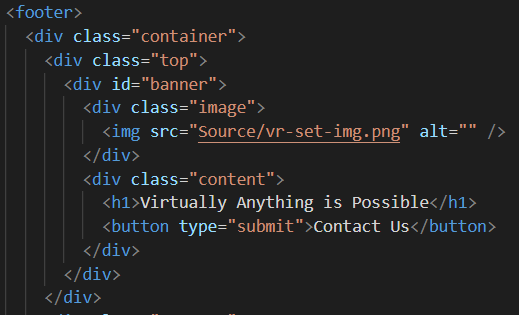 <footer>
<div class="container">
<div class="top">
<div id="banner">
<div class="image">
<img src="Source/vr-set-img.png" alt="" />
</div>
<div class="content">
<h1>Virtually Anything is Possible</h1>
<button type="submit">Contact Us</button>
</div>
</div>
</div>